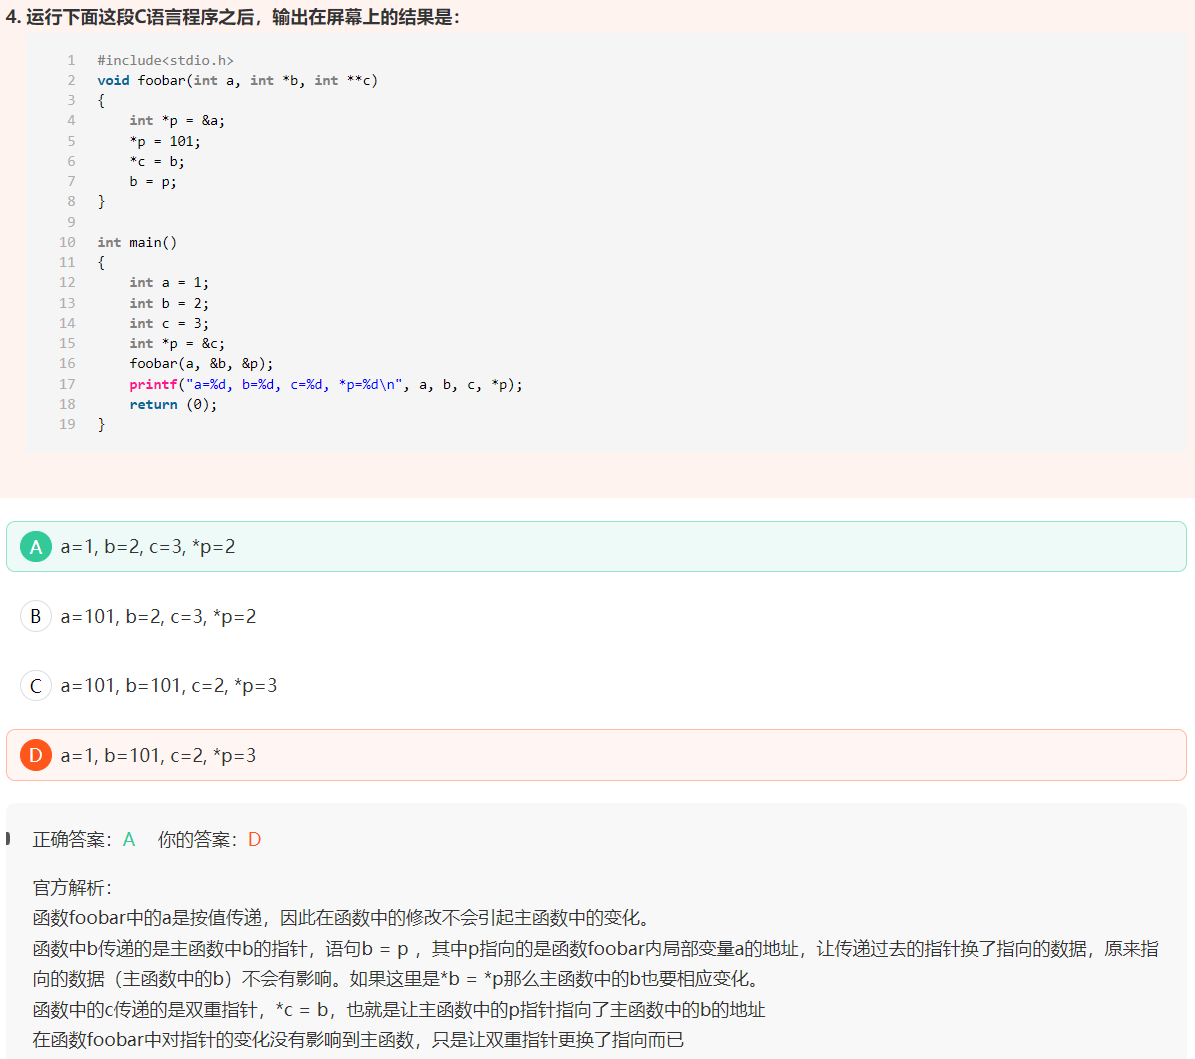 4. 运行下面这段C语言程序之后，输出在屏幕上的结果是：
1 #include<stdio.h>
2 void foobar(int a, int *b, int **c)
3 {
4     int *p = &a;
5     *p = 101;
6     *c = b;
7     b = p;
8 }
9
10 int main()
11 {
12     int a = 1;
13     int b = 2;
14     int c = 3;
15     int *p = &c;
16     foobar(a, &b, &p);
17     printf("a=%d, b=%d, c=%d, *p=%d\n", a, b, c, *p);
18     return (0);
19 }
A a=1, b=2, c=3, *p=2
B a=101, b=2, c=3, *p=2
C a=101, b=101, c=2, *p=3
D a=1, b=101, c=2, *p=3
正确答案：A 你的答案：D
官方解析：
函数foobar中的a是按值传递，因此在函数中的修改不会引起主函数中的变化。
函数中b传递的是主函数中b的指针，语句b = p ，其中p指向的是函数foobar内局部变量a的地址，让传递过去的指针换了指向的数据，原来指
向的数据（主函数中的b）不会有影响。如果这里是*b = *p那么主函数中的b也要相应变化。
函数中的c传递的是双重指针，*c = b，也就是让主函数中的p指针指向了主函数中的b的地址
在函数foobar中对指针的变化没有影响到主函数，只是让双重指针更换了指向而已